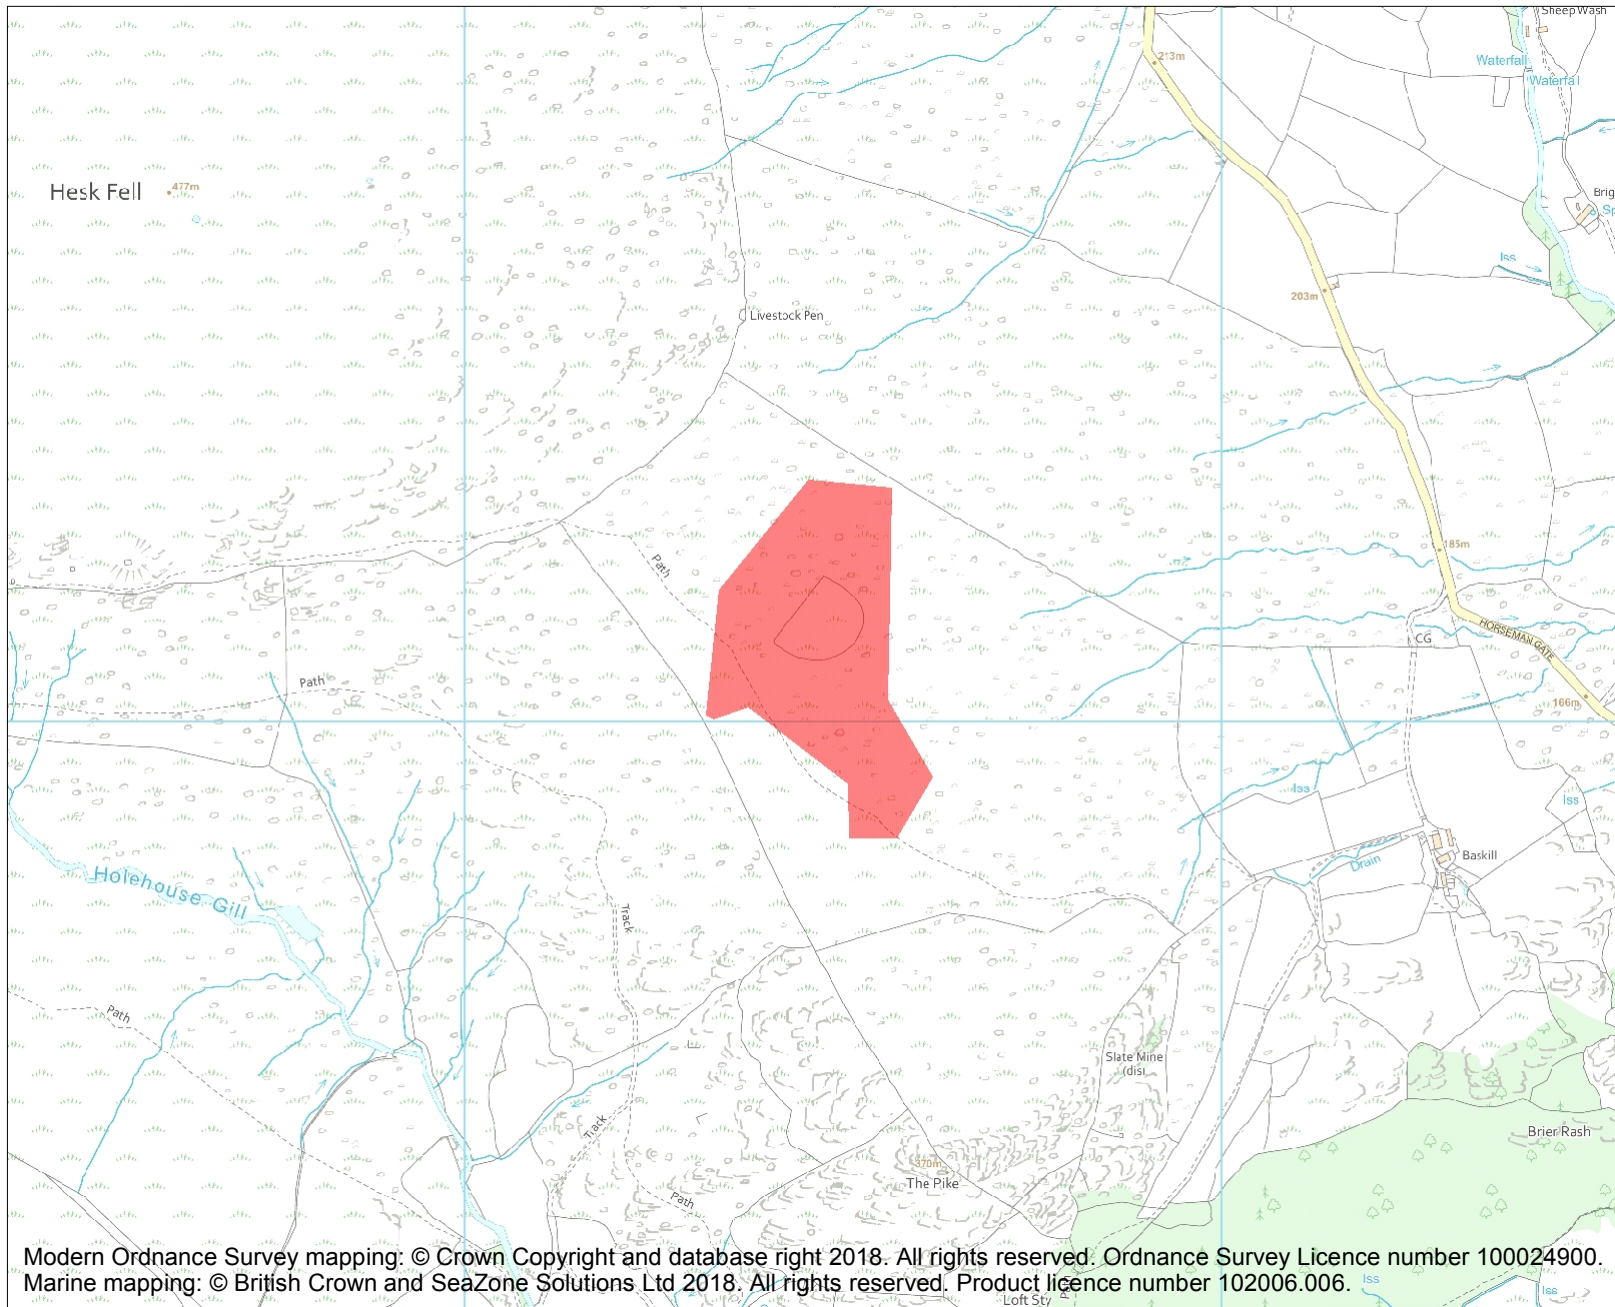 Sheep Wash
213m
Waterfall
Waterfal
Hesk Fell
477m
Brig
Sp
Iss
203m
Livestock Pen
185m
Path
HORSEMAN GATE
CG
Path
166m
Iss
Iss
Baskill
Drain
Holehouse Gill
Track
Path
Slate Mine
(dis)
Track
Brier Rash
370m
The Pike
Path
Modern Ordnance Survey mapping: © Crown Copyright and database right 2018. All rights reserved. Ordnance Survey Licence number 100024900.
Marine mapping: © British Crown and SeaZone Solutions Ltd 2018. All rights reserved. Product licence number 102006.006.
Iss
Path
Iss
Loft Sty